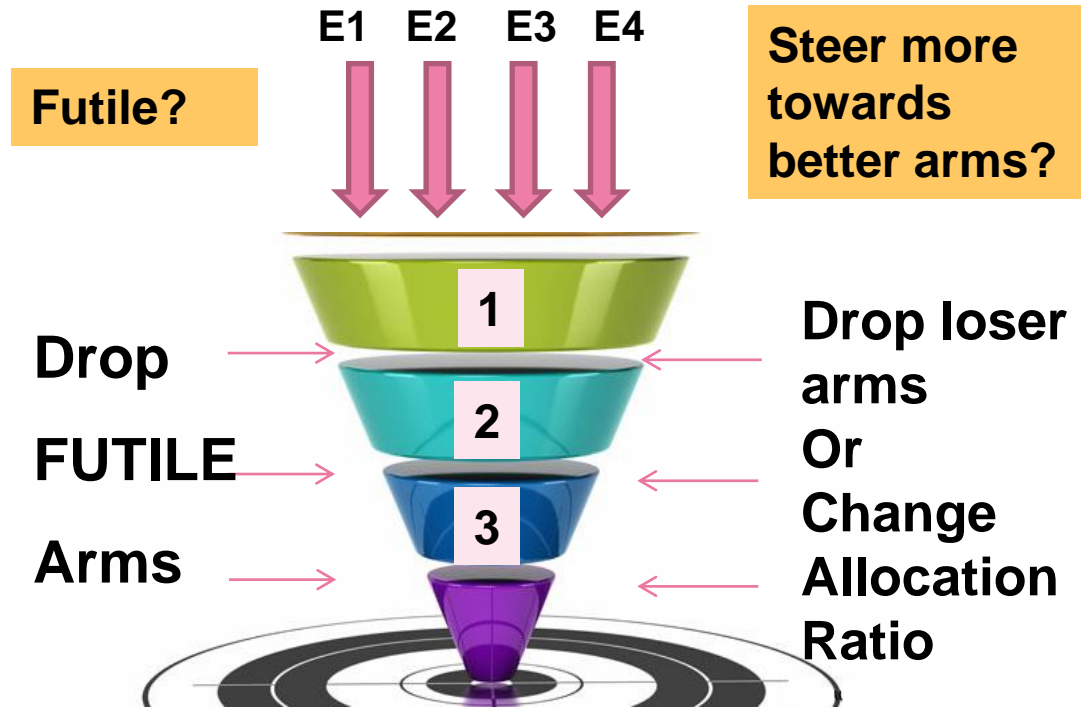 E1 E2 E3 E4
Futile?
Steer more
towards
better arms?
1
2
3
Drop
FUTILE
Arms
Drop loser
arms
Or
Change
Allocation
Ratio